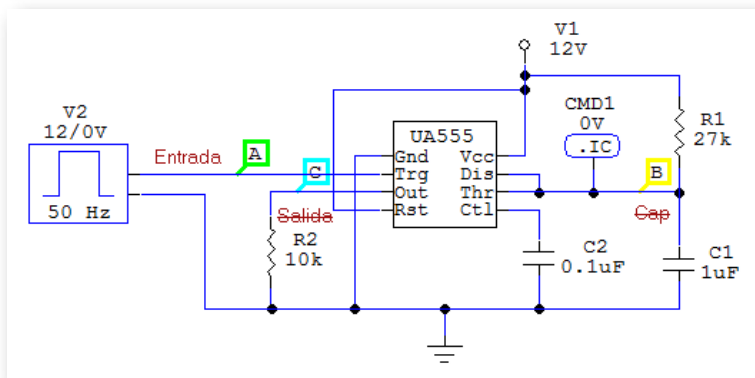 V1
12V
V2
12/0V
CMD1
0V
.IC
R1
27k
UA555
Entrada
A
C
B
Gnd
Vcc
Trg
Dis
Out
Thr
Rst
Ctl
50 Hz
Salida
Cap
R2
10k
C2
0.1uF
C1
1uF